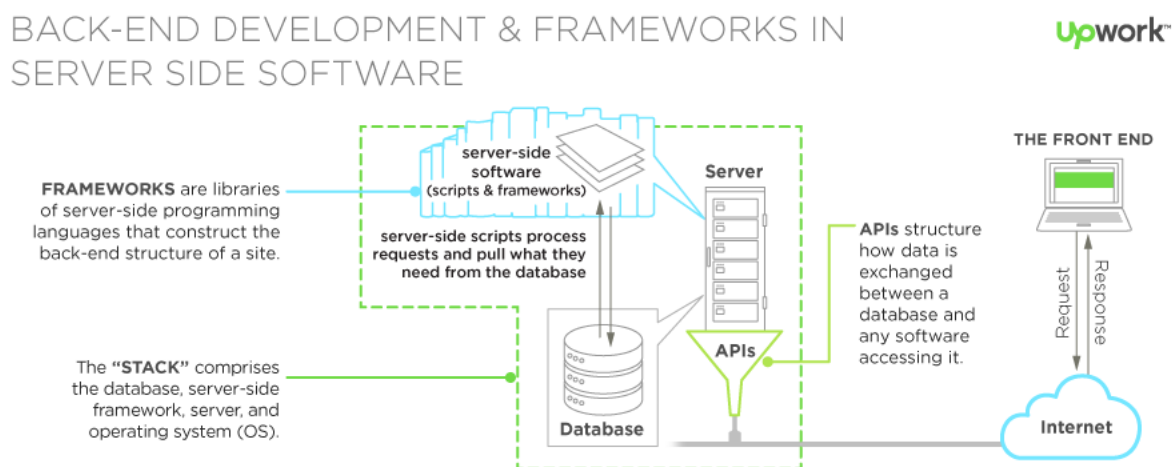 BACK-END DEVELOPMENT & FRAMEWORKS IN
SERVER SIDE SOFTWARE
Upwork™
FRAMEWORKS are libraries
of server-side programming
languages that construct the
back-end structure of a site.
The “STACK” comprises
the database, server-side
framework, server, and
operating system (OS).
server-side
software
(scripts & frameworks)
server-side scripts process
requests and pull what they
need from the database
Database
Server
APIs
APIs structure
how data is
exchanged
between a
database and
any software
accessing it.
THE FRONT END
Request
Response
Internet